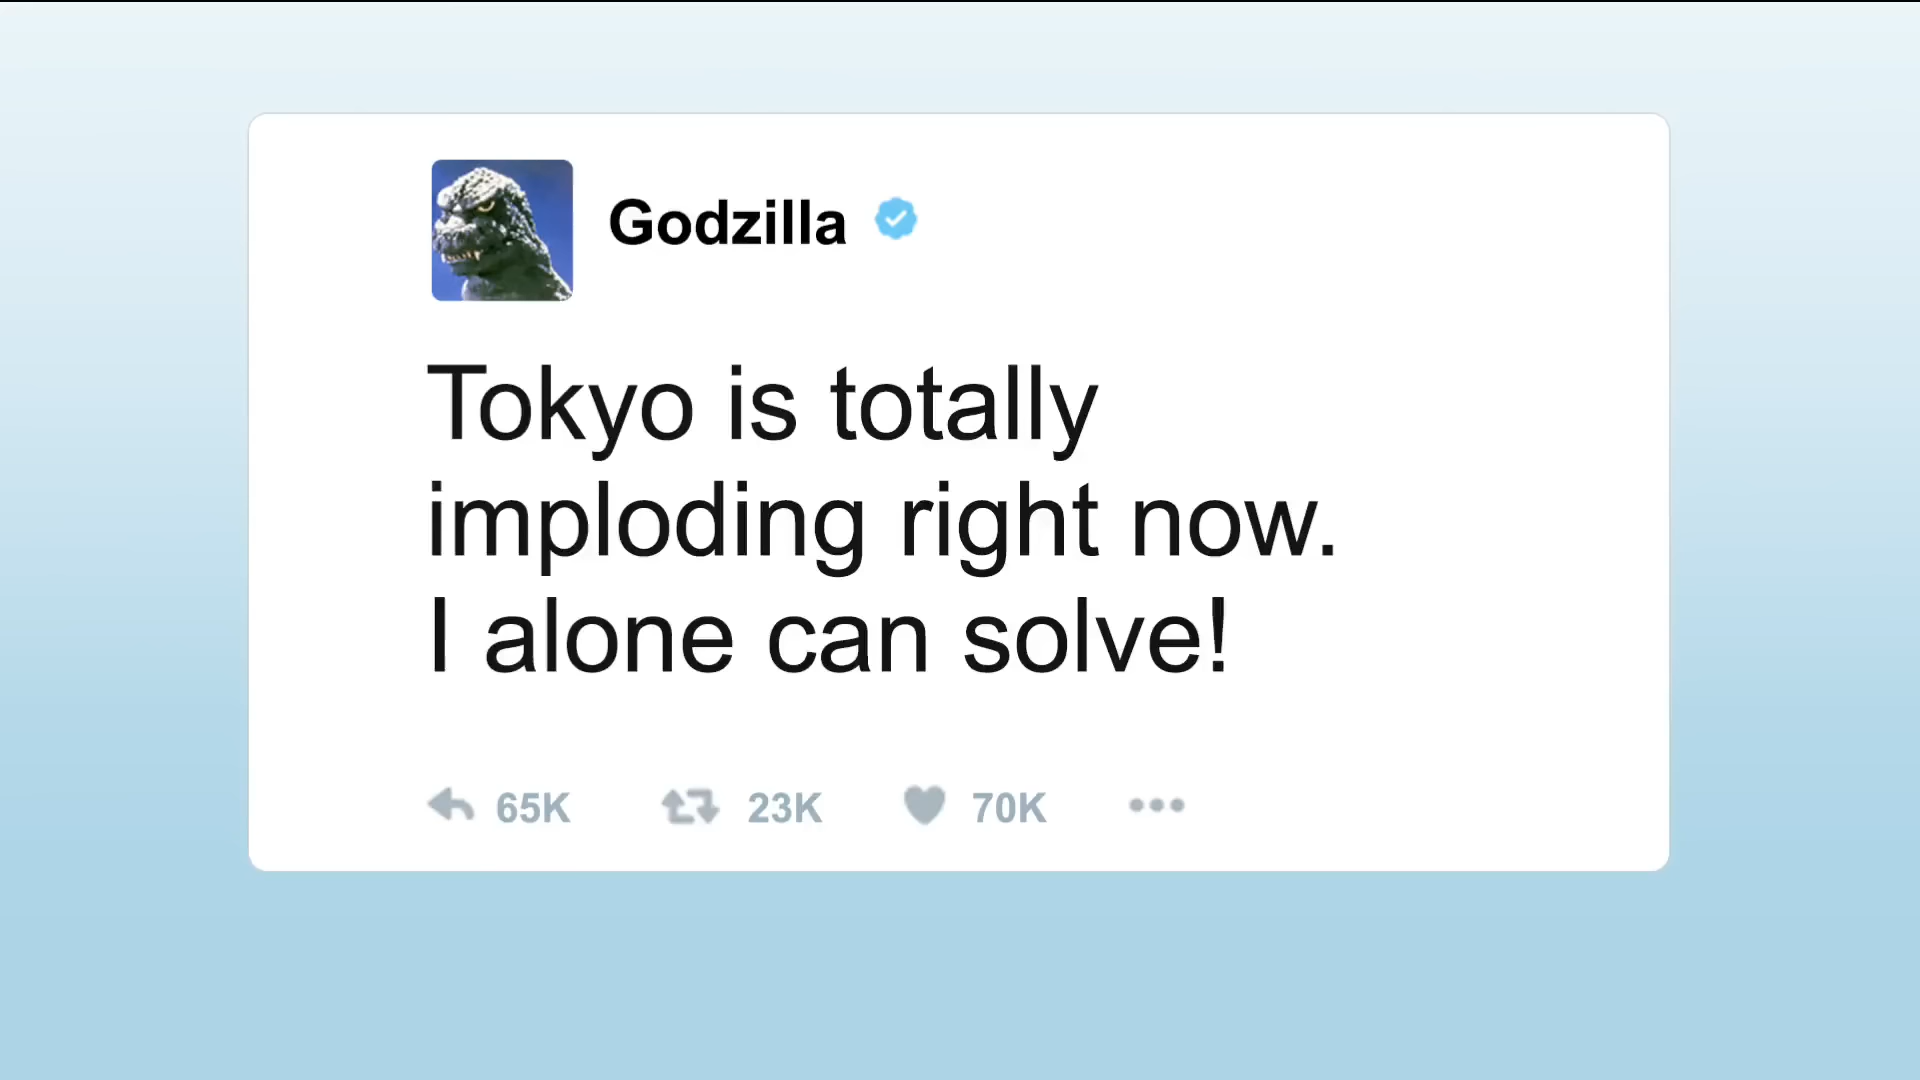 Godzilla
Tokyo is totally
imploding right now.
I alone can solve!
65K 23K 70K